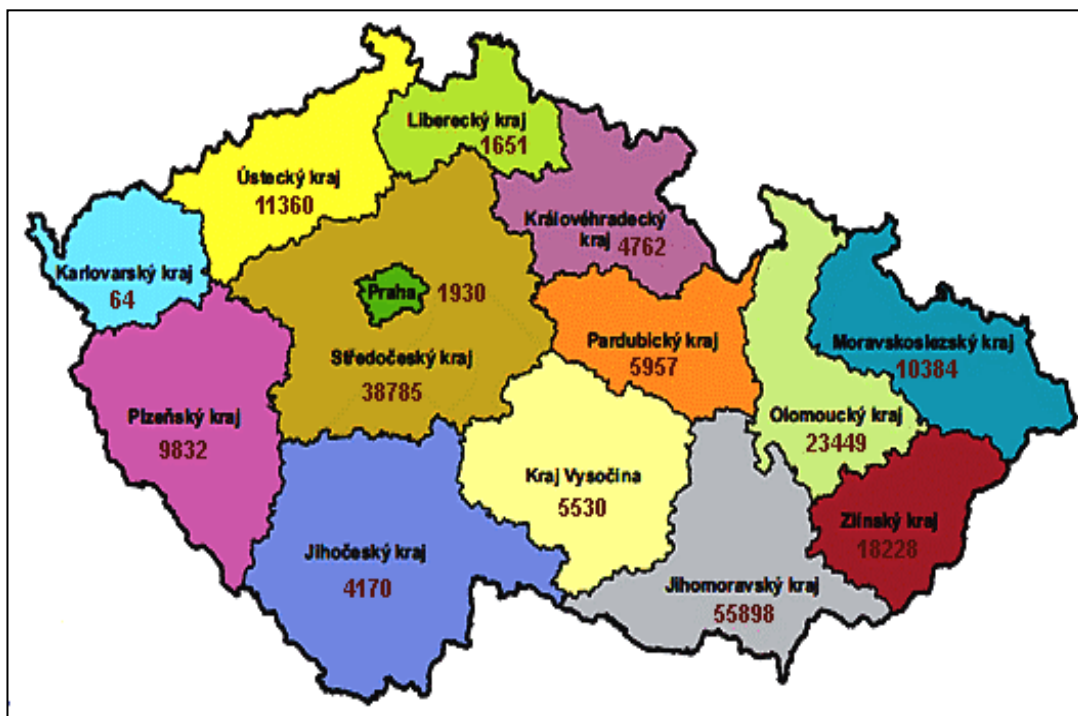 Liberecký kraj
1651
Ústecký kraj
11360
Královéhradecký
kraj
4762
Karlovarský kraj
64
Praha
1930
Středočeský kraj
38785
Pardubický kraj
5957
Moravskoslezský kraj
10384
Plzeňský kraj
9832
Olomoucký kraj
23449
Kraj Vysočina
5530
Zlínský kraj
18228
Jihočeský kraj
4170
Jihomoravský kraj
55898